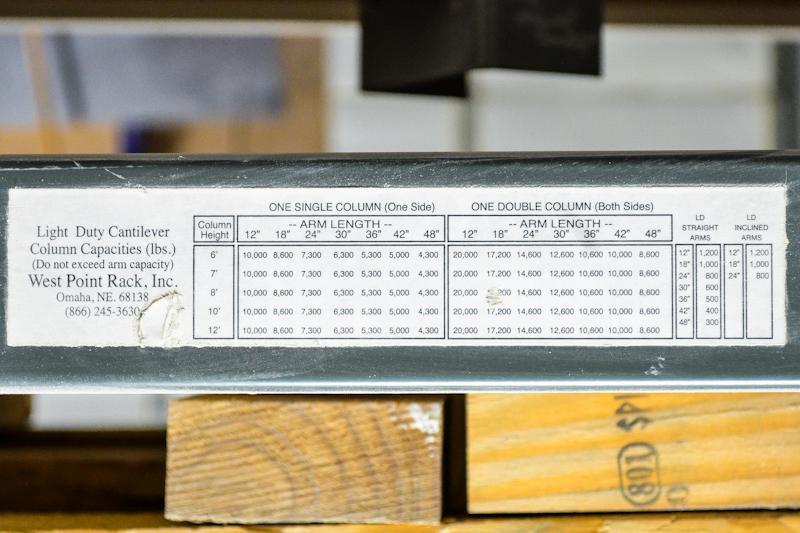 Light Duty Cantilever
Column Capacities (lbs.)
(Do not exceed arm capacity)
West Point Rack, Inc.
Omaha, NE. 68138
(866) 245-3630
ONE SINGLE COLUMN (One Side)
ONE DOUBLE COLUMN (Both Sides)
Column Height
-- ARM LENGTH --
12" 18" 24" 30" 36" 42" 48"
-- ARM LENGTH --
12" 18" 24" 30" 36" 42" 48"
6' 10,000 8,600 7,300 6,300 5,300 5,000 4,300 20,000 17,200 14,600 12,600 10,600 10,000 8,600
7' 10,000 8,600 7,300 6,300 5,300 5,000 4,300 20,000 17,200 14,600 12,600 10,600 10,000 8,600
8' 10,000 8,600 7,300 6,300 5,300 5,000 4,300 20,000 17,200 14,600 12,600 10,600 10,000 8,600
10' 10,000 8,600 7,300 6,300 5,300 5,000 4,300 20,000 17,200 14,600 12,600 10,600 10,000 8,600
12' 10,000 8,600 7,300 6,300 5,300 5,000 4,300 20,000 17,200 14,600 12,600 10,600 10,000 8,600
LD
STRAIGHT
ARMS
12" 1,200
18" 1,000
24" 800
30" 600
36" 500
42" 400
48" 300
LD
INCLINED
ARMS
12" 1,200
18" 1,000
24" 800
108